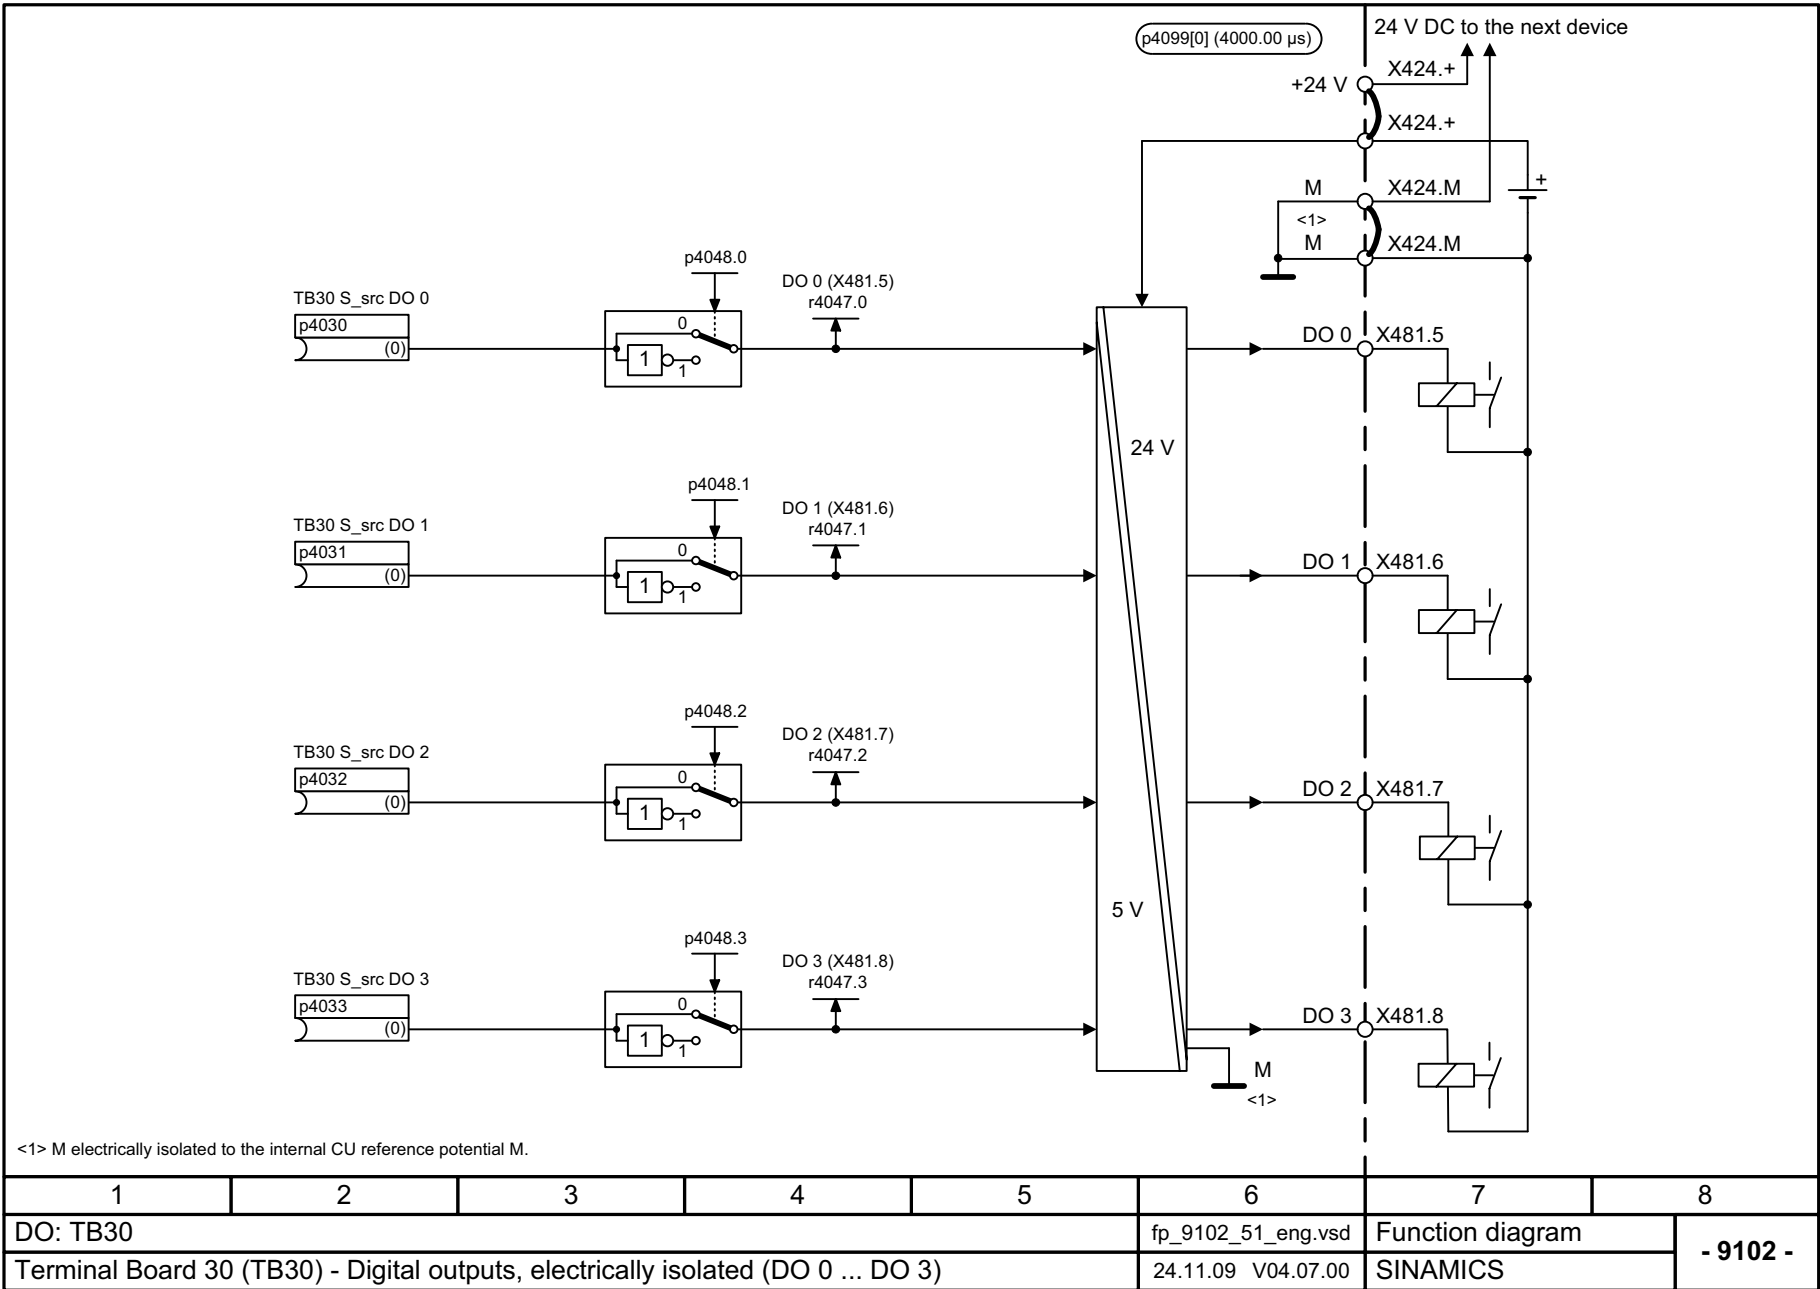 p4099[0] (4000.00 µs)
24 V DC to the next device
+24 V
X424.+
X424.+
M
X424.M
<1>
M
X424.M
p4048.0
TB30 S_src DO 0
p4030
(0)
0
1
1
DO 0 (X481.5)
r4047.0
DO 0
X481.5
24 V
p4048.1
TB30 S_src DO 1
p4031
(0)
0
1
1
DO 1 (X481.6)
r4047.1
DO 1
X481.6
p4048.2
TB30 S_src DO 2
p4032
(0)
0
1
1
DO 2 (X481.7)
r4047.2
DO 2
X481.7
5 V
p4048.3
TB30 S_src DO 3
p4033
(0)
0
1
1
DO 3 (X481.8)
r4047.3
DO 3
X481.8
M
<1>
+
<1> M electrically isolated to the internal CU reference potential M.
1 2 3 4 5 6 7 8
DO: TB30
fp_9102_51_eng.vsd
Function diagram
- 9102 -
Terminal Board 30 (TB30) - Digital outputs, electrically isolated (DO 0 ... DO 3)
24.11.09 V04.07.00
SINAMICS